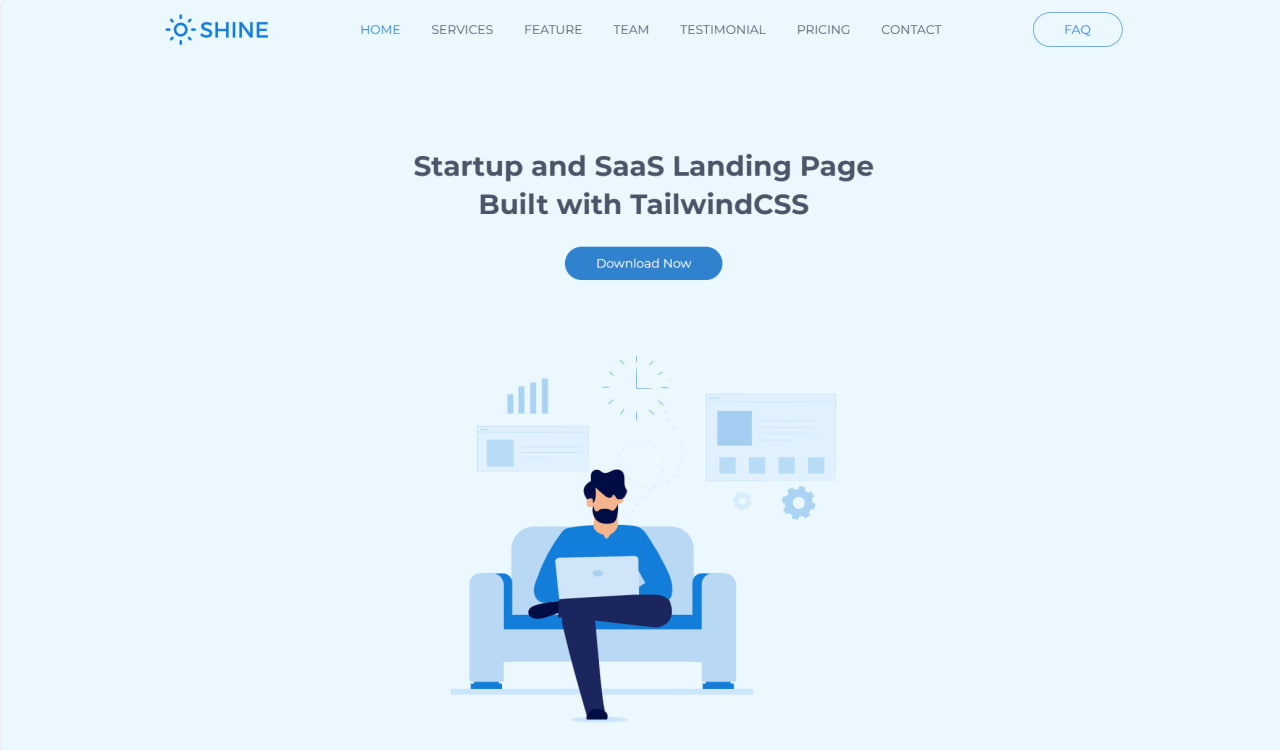 SHINE
HOME SERVICES FEATURE TEAM TESTIMONIAL PRICING CONTACT
FAQ
Startup and SaaS Landing Page
Built with TailwindCSS
Download Now